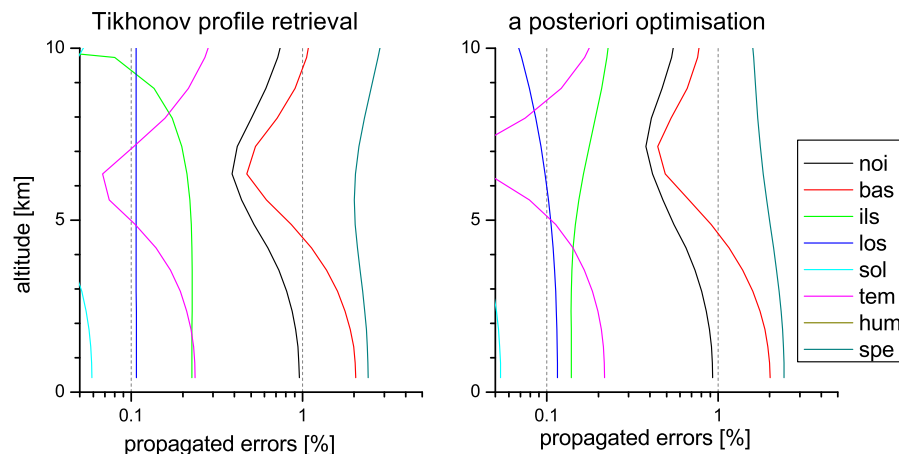 Tikhonov profile retrieval
a posteriori optimisation
altitude [km]
10
5
0
0.1
1
propagated errors [%]
10
5
0
0.1
1
propagated errors [%]
noi
bas
ils
los
sol
tem
hum
spe